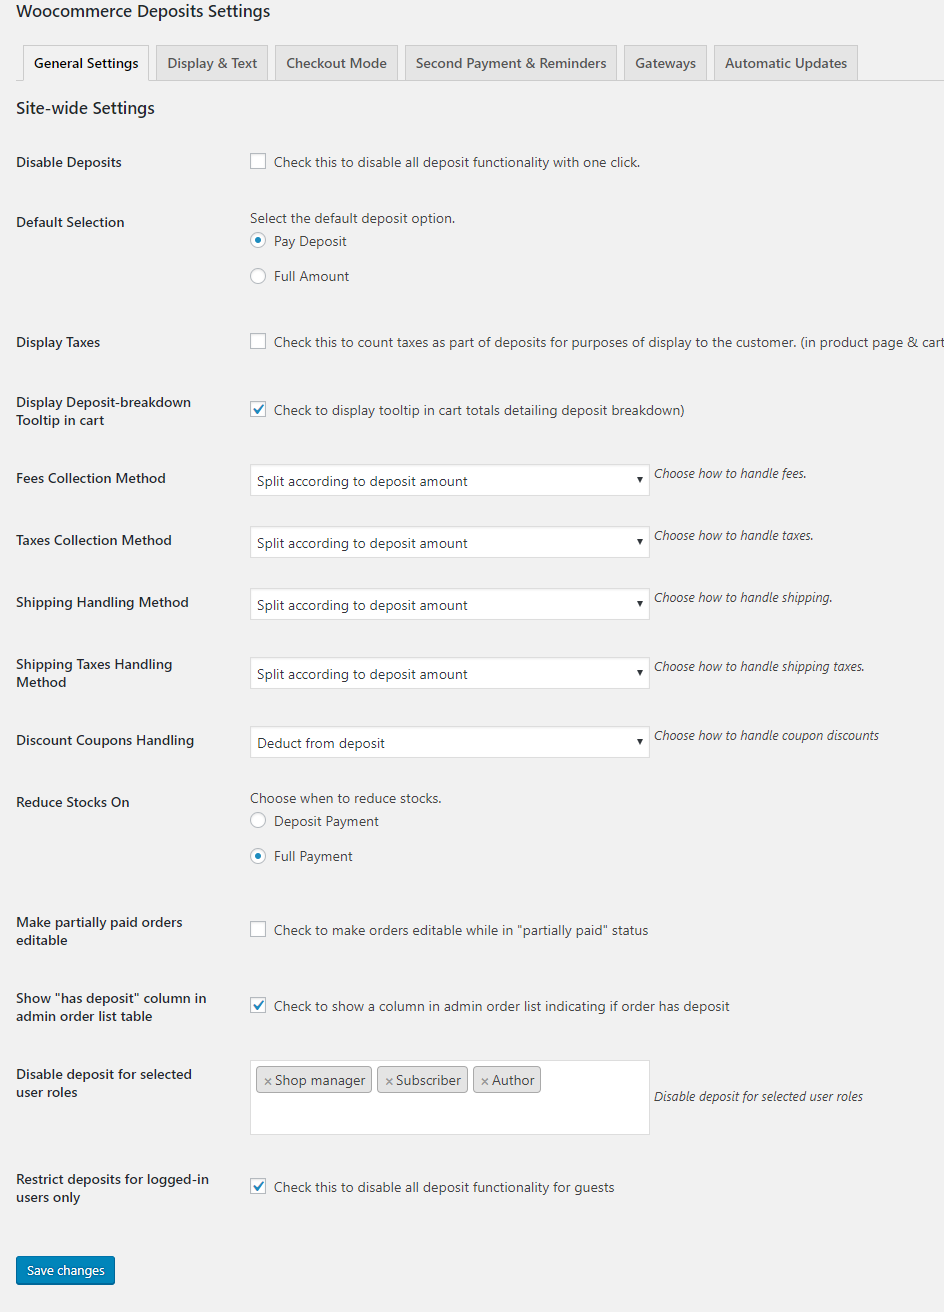 Woocommerce Deposits Settings
General Settings
Display & Text
Checkout Mode
Second Payment & Reminders
Gateways
Automatic Updates
Site-wide Settings
Disable Deposits
Check this to disable all deposit functionality with one click.
Default Selection
Select the default deposit option.
Pay Deposit
Full Amount
Display Taxes
Check this to count taxes as part of deposits for purposes of display to the customer. (in product page & cart
Display Deposit-breakdown
Tooltip in cart
Check to display tooltip in cart totals detailing deposit breakdown)
Fees Collection Method
Split according to deposit amount
Choose how to handle fees.
Taxes Collection Method
Split according to deposit amount
Choose how to handle taxes.
Shipping Handling Method
Split according to deposit amount
Choose how to handle shipping.
Shipping Taxes Handling
Method
Split according to deposit amount
Choose how to handle shipping taxes.
Discount Coupons Handling
Deduct from deposit
Choose how to handle coupon discounts
Reduce Stocks On
Choose when to reduce stocks.
Deposit Payment
Full Payment
Make partially paid orders
editable
Check to make orders editable while in "partially paid" status
Show "has deposit" column in
admin order list table
Check to show a column in admin order list indicating if order has deposit
Disable deposit for selected
user roles
× Shop manager × Subscriber × Author
Disable deposit for selected user roles
Restrict deposits for logged-in
users only
Check this to disable all deposit functionality for guests
Save changes